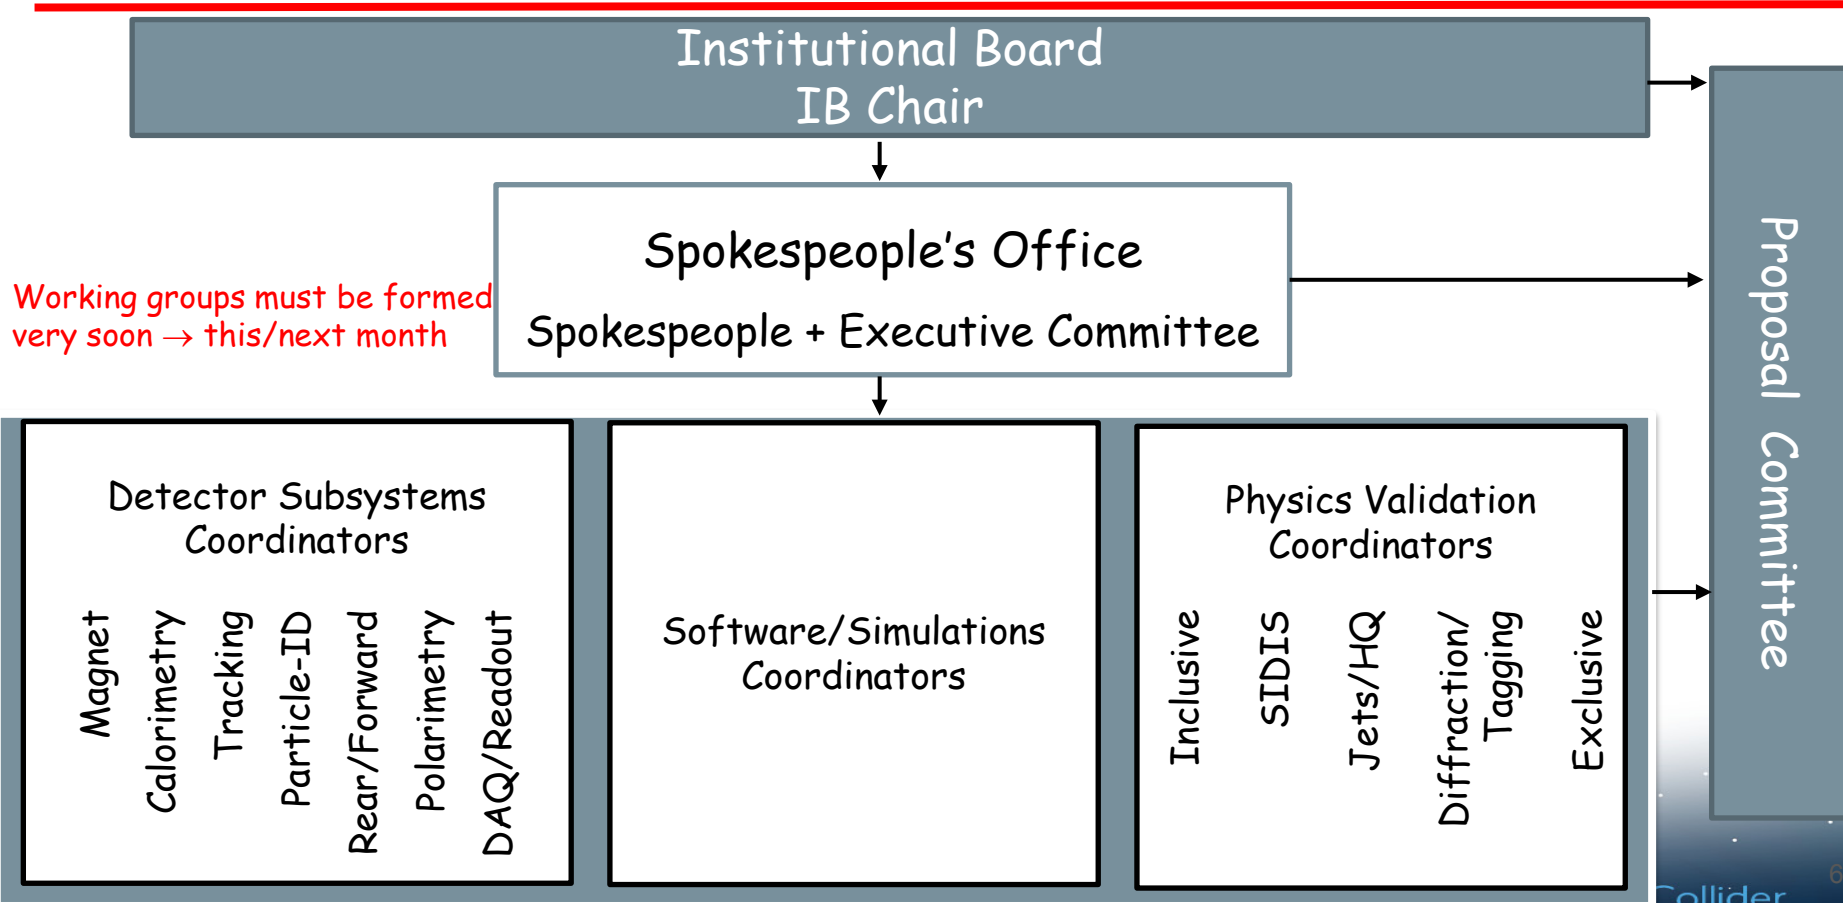 Institutional Board
IB Chair
Spokespeople's Office
Spokespeople + Executive Committee
Working groups must be formed
very soon → this/next month
Proposal Committee
Detector Subsystems
Coordinators
Magnet
Calorimetry
Tracking
Particle-ID
Rear/Forward
Polarimetry
DAQ/Readout
Software/Simulations
Coordinators
Physics Validation
Coordinators
Inclusive
SIDIS
Jets/HQ
Diffraction/
Tagging
Exclusive
6